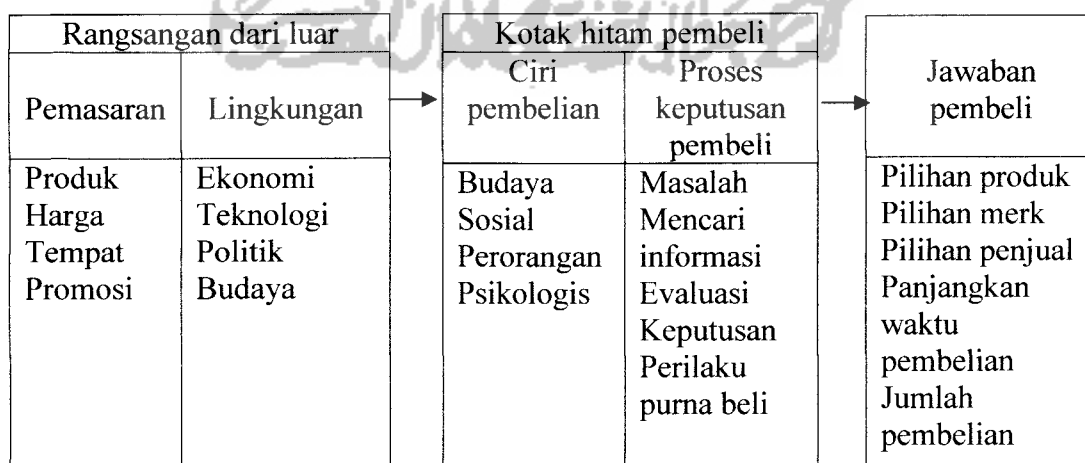 Rangsangan dari luar
Pemasaran
Lingkungan
Produk
Harga
Tempat
Promosi
Ekonomi
Teknologi
Politik
Budaya
Kotak hitam pembeli
Ciri
pembelian
Proses
keputusan
pembeli
Budaya
Sosial
Perorangan
Psikologis
Masalah
Mencari
informasi
Evaluasi
Keputusan
Perilaku
purna beli
Jawaban
pembeli
Pilihan produk
Pilihan merk
Pilihan penjual
Panjangkan
waktu
pembelian
Jumlah
pembelian